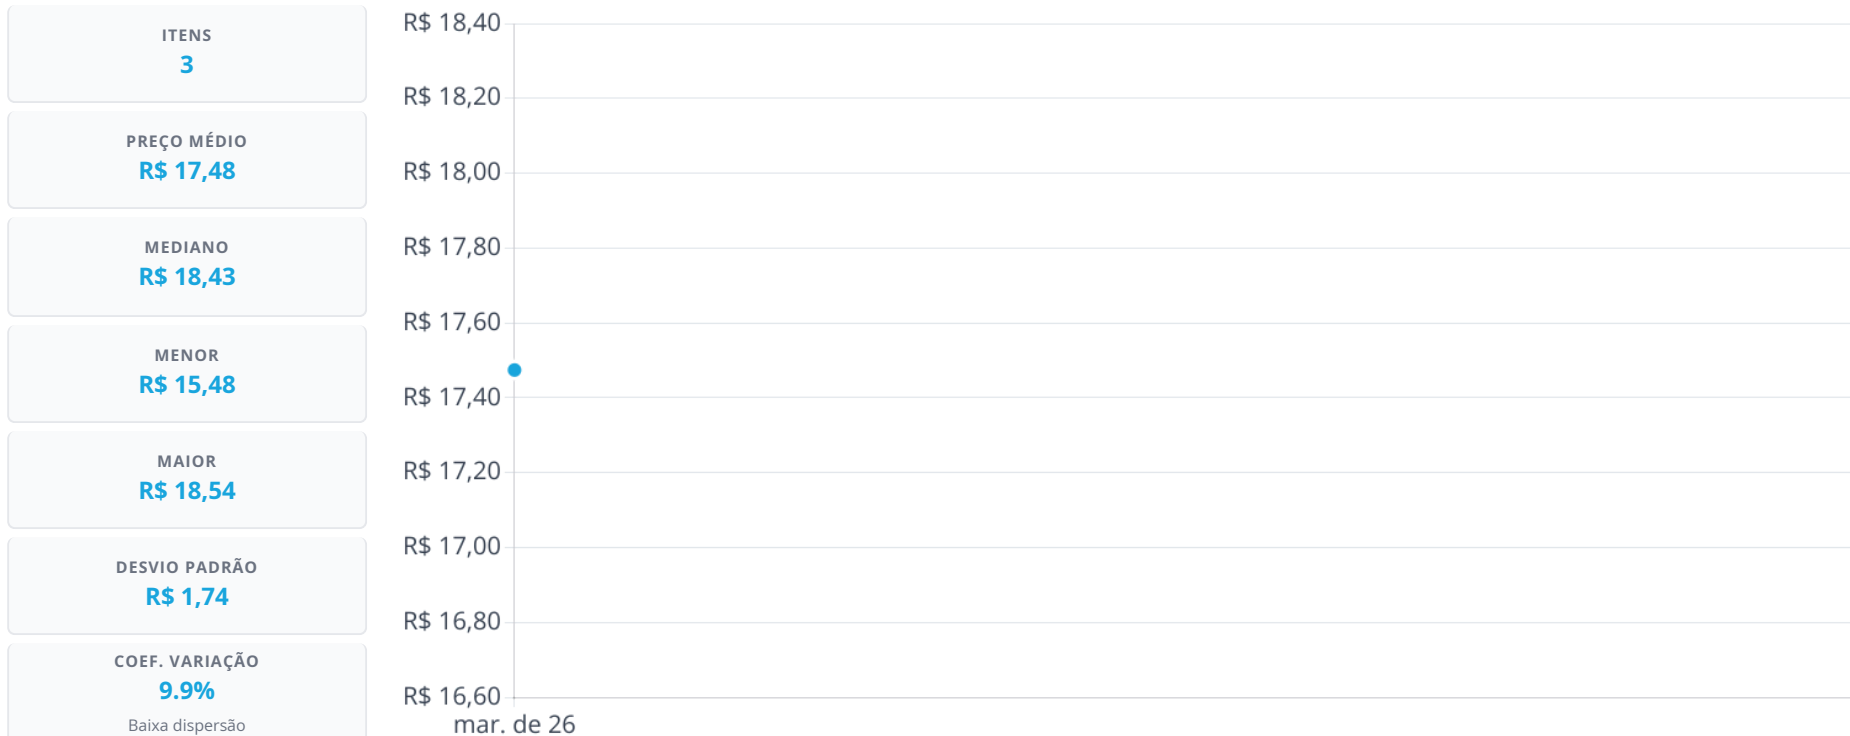 ITENS
3
PREÇO MÉDIO
R$ 17,48
MEDIANO
R$ 18,43
MENOR
R$ 15,48
MAIOR
R$ 18,54
DESVIO PADRÃO
R$ 1,74
COEF. VARIAÇÃO
9.9%
Baixa dispersão
R$ 18,40
R$ 18,20
R$ 18,00
R$ 17,80
R$ 17,60
R$ 17,40
R$ 17,20
R$ 17,00
R$ 16,80
R$ 16,60
mar. de 26